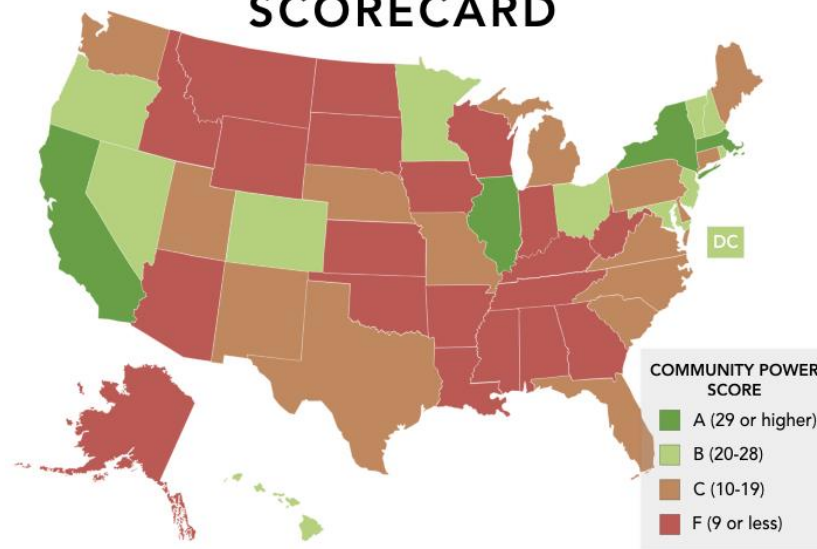 SCORECARD
DC
COMMUNITY POWER
SCORE
A (29 or higher)
B (20-28)
C (10-19)
F (9 or less)